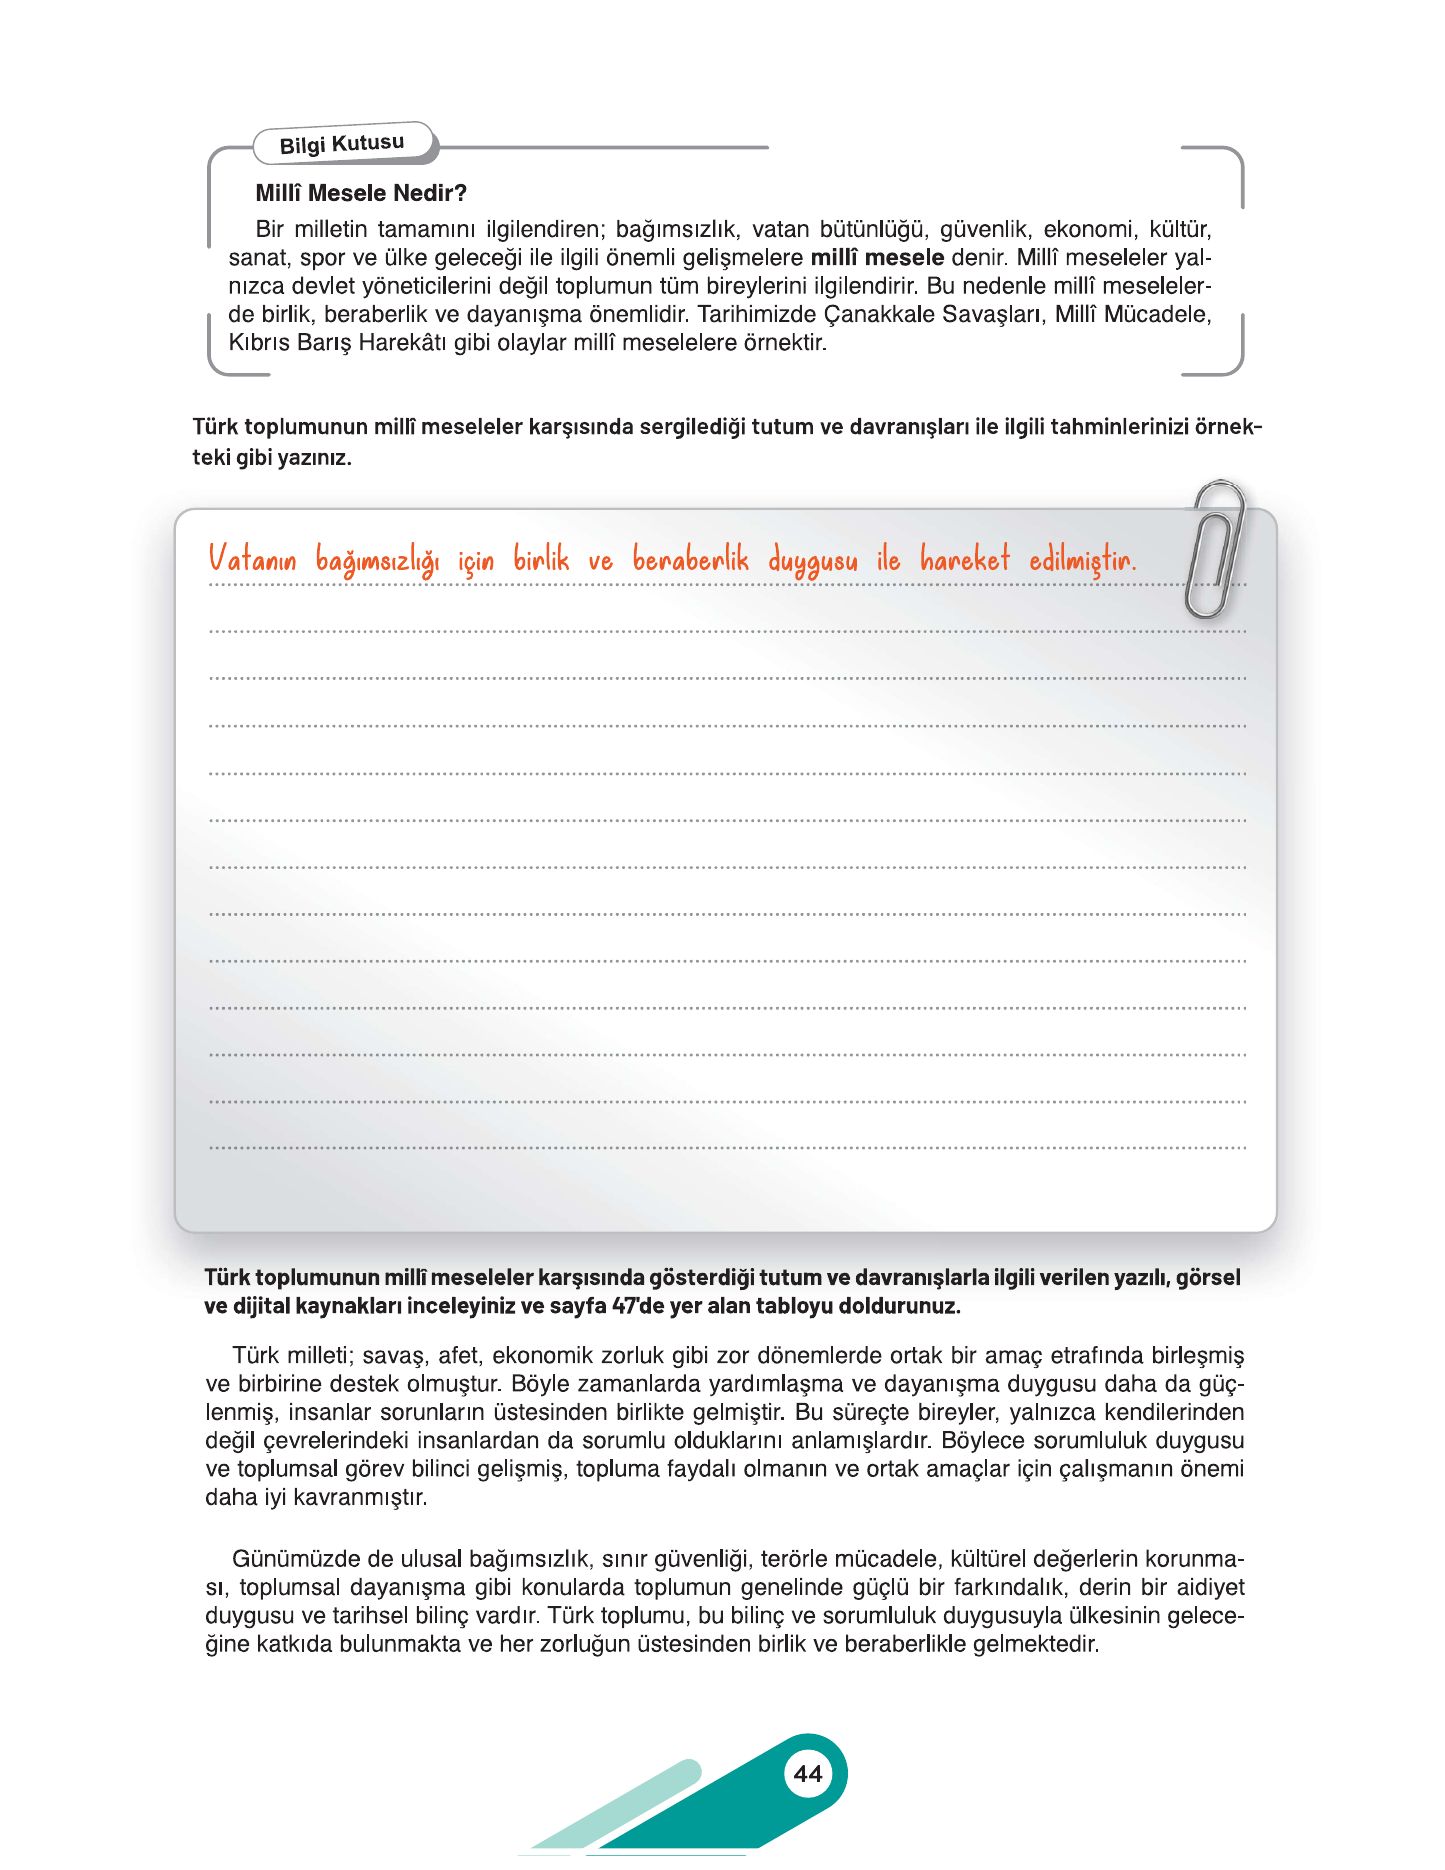 Bilgi Kutusu
Millî Mesele Nedir?
Bir milletin tamamını ilgilendiren; bağımsızlık, vatan bütünlüğü, güvenlik, ekonomi, kültür,
sanat, spor ve ülke geleceği ile ilgili önemli gelişmelere millî mesele denir. Millî meseleler yal-
nızca devlet yöneticilerini değil toplumun tüm bireylerini ilgilendirir. Bu nedenle millî meseleler-
de birlik, beraberlik ve dayanışma önemlidir. Tarihimizde Çanakkale Savaşları, Millî Mücadele,
Kıbrıs Barış Harekâtı gibi olaylar millî meselelere örnektir.
Türk toplumunun millî meseleler karşısında sergilediği tutum ve davranışları ile ilgili tahminlerinizi örnek-
teki gibi yazınız.
Vatanın bağımsızlığı için birlik ve beraberlik duygusu ile hareket edilmiştir.
Türk toplumunun millî meseleler karşısında gösterdiği tutum ve davranışlarla ilgili verilen yazılı, görsel
ve dijital kaynakları inceleyiniz ve sayfa 47'de yer alan tabloyu doldurunuz.
Türk milleti; savaş, afet, ekonomik zorluk gibi zor dönemlerde ortak bir amaç etrafında birleşmiş
ve birbirine destek olmuştur. Böyle zamanlarda yardımlaşma ve dayanışma duygusu daha da güç-
lenmiş, insanlar sorunların üstesinden birlikte gelmiştir. Bu süreçte bireyler, yalnızca kendilerinden
değil çevrelerindeki insanlardan da sorumlu olduklarını anlamışlardır. Böylece sorumluluk duygusu
ve toplumsal görev bilinci gelişmiş, topluma faydalı olmanın ve ortak amaçlar için çalışmanın önemi
daha iyi kavranmıştır.
Günümüzde de ulusal bağımsızlık, sınır güvenliği, terörle mücadele, kültürel değerlerin korunma-
sı, toplumsal dayanışma gibi konularda toplumun genelinde güçlü bir farkındalık, derin bir aidiyet
duygusu ve tarihsel bilinç vardır. Türk toplumu, bu bilinç ve sorumluluk duygusuyla ülkesinin gelece-
ğine katkıda bulunmakta ve her zorluğun üstesinden birlik ve beraberlikle gelmektedir.
44